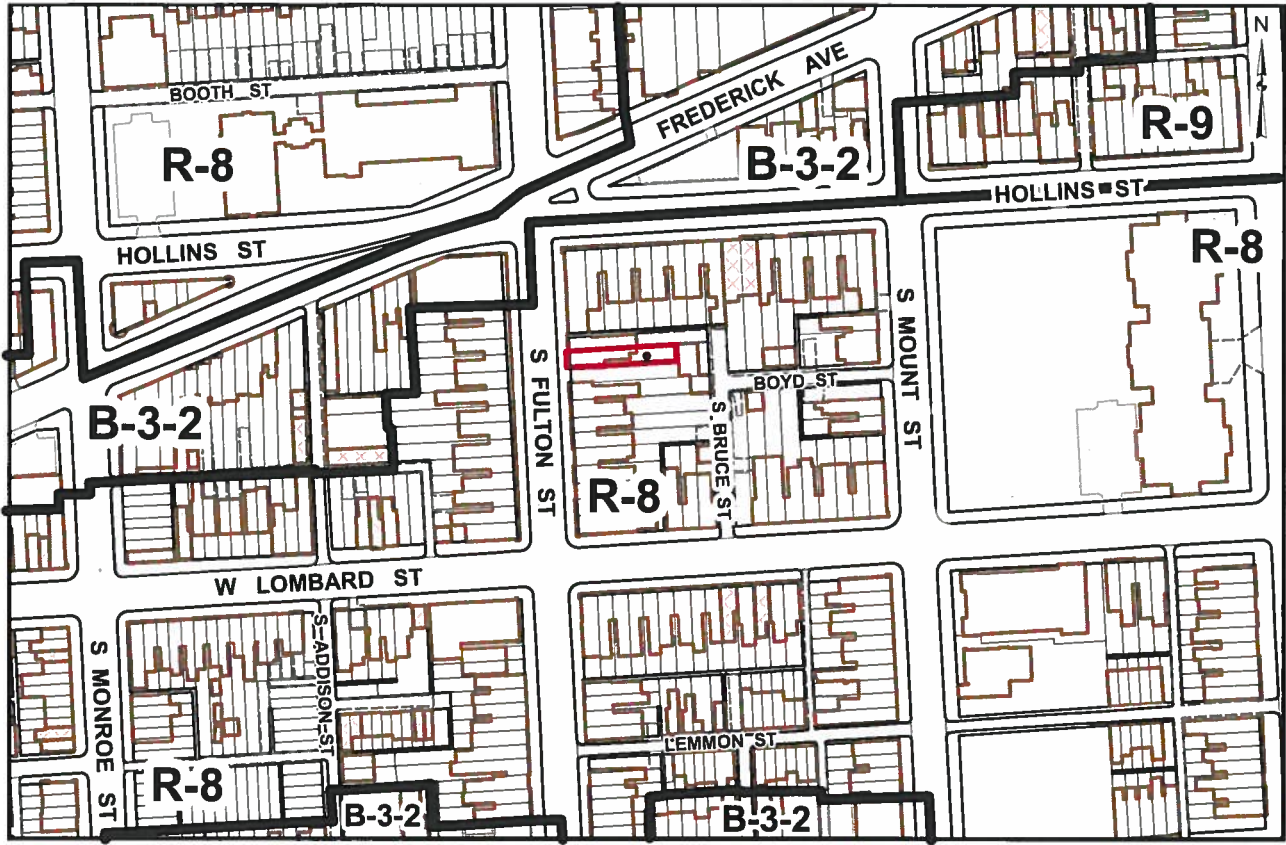 N
BOOTH ST
FREDERICK AVE
R-8
B-3-2
R-9
HOLLINS ST
HOLLINS ST
R-8
S MOUNT ST
S FULTON ST
BOYD ST
B-3-2
S. BRUCE ST
R-8
W LOMBARD ST
S ADDISON ST
S MONROE ST
LEMMON ST
R-8
B-3-2
B-3-2